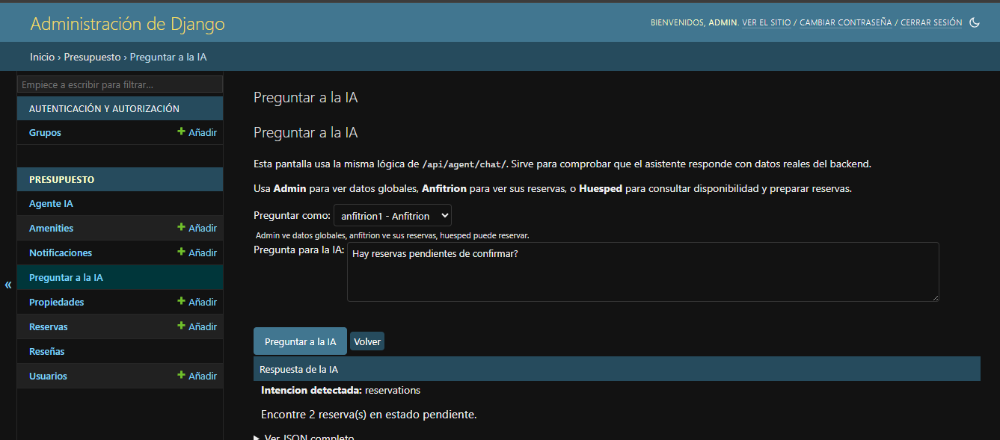 Administración de Django
BIENVENIDOS, ADMIN. VER EL SITIO / CAMBIAR CONTRASEÑA / CERRAR SESIÓN
Inicio › Presupuesto › Preguntar a la IA
Empiece a escribir para filtrar...
AUTENTICACIÓN Y AUTORIZACIÓN
Grupos + Añadir
PRESUPUESTO
Agente IA
Amenities + Añadir
Notificaciones + Añadir
Preguntar a la IA
Propiedades + Añadir
Reservas + Añadir
Reseñas
Usuarios + Añadir
«
Preguntar a la IA
Preguntar a la IA
Esta pantalla usa la misma lógica de /api/agent/chat/. Sirve para comprobar que el asistente responde con datos reales del backend.
Usa Admin para ver datos globales, Anfitrion para ver sus reservas, o Huesped para consultar disponibilidad y preparar reservas.
Preguntar como: anfitrion1 - Anfitrion
Admin ve datos globales, anfitrion ve sus reservas, huesped puede reservar.
Pregunta para la IA: Hay reservas pendientes de confirmar?
Preguntar a la IA Volver
Respuesta de la IA
Intencion detectada: reservations
Encontre 2 reserva(s) en estado pendiente.
▶ Ver JSON completo